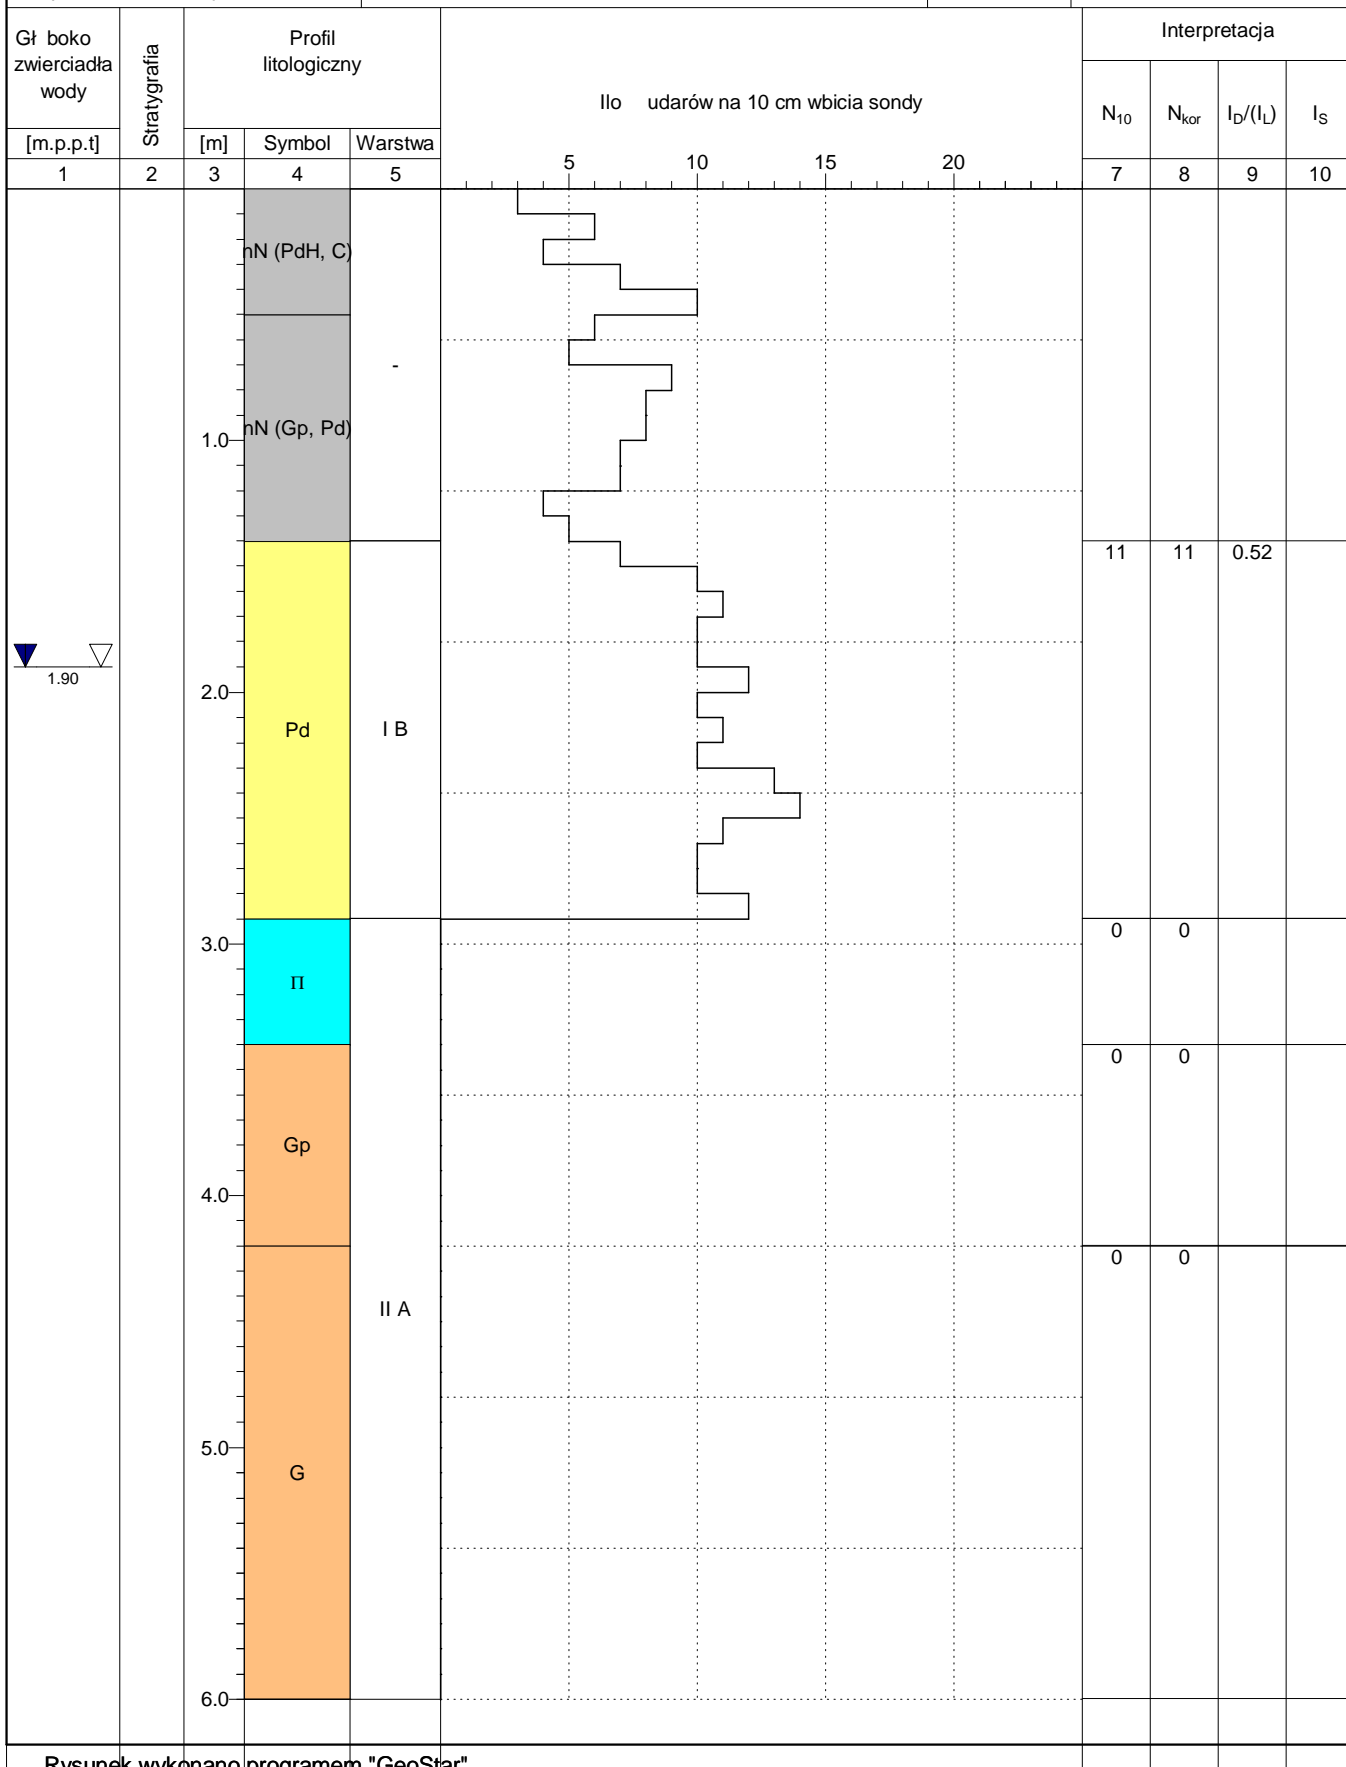 Gł boko
zwierciadła
wody
Stratygrafia
Profil
litologiczny
Ilo udarów na 10 cm wbicia sondy
Interpretacja
N10 Nkor ID/(IL) IS
[m.p.p.t] [m] Symbol Warstwa
5 10 15 20
1 2 3 4 5 7 8 9 10
nN (PdH, C)
-
nN (Gp, Pd)
1.0
11 11 0.52
1.90
2.0
Pd I B
0 0
3.0
Π
0 0
Gp
4.0
0 0
II A
5.0
G
6.0
Rysunek wykonano programem "GeoStar"